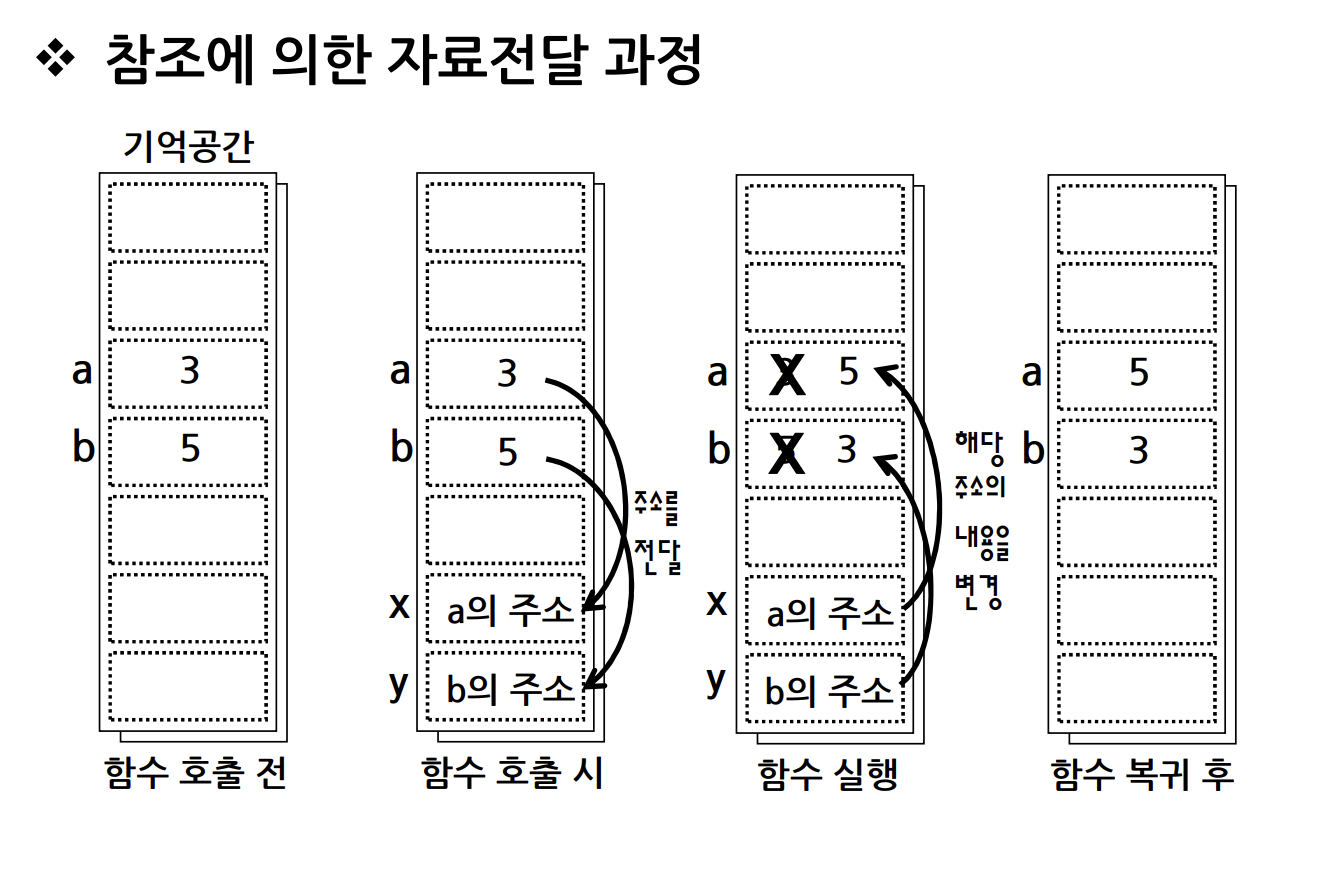 ❖ 참조에 의한 자료전달 과정
기억공간
a 3
b 5
함수 호출 전
a 3
b 5
주소를
전달
x a의 주소
y b의 주소
함수 호출 시
a X 5
b X 3
해당
주소의
내용을
변경
x a의 주소
y b의 주소
함수 실행
a 5
b 3
함수 복귀 후